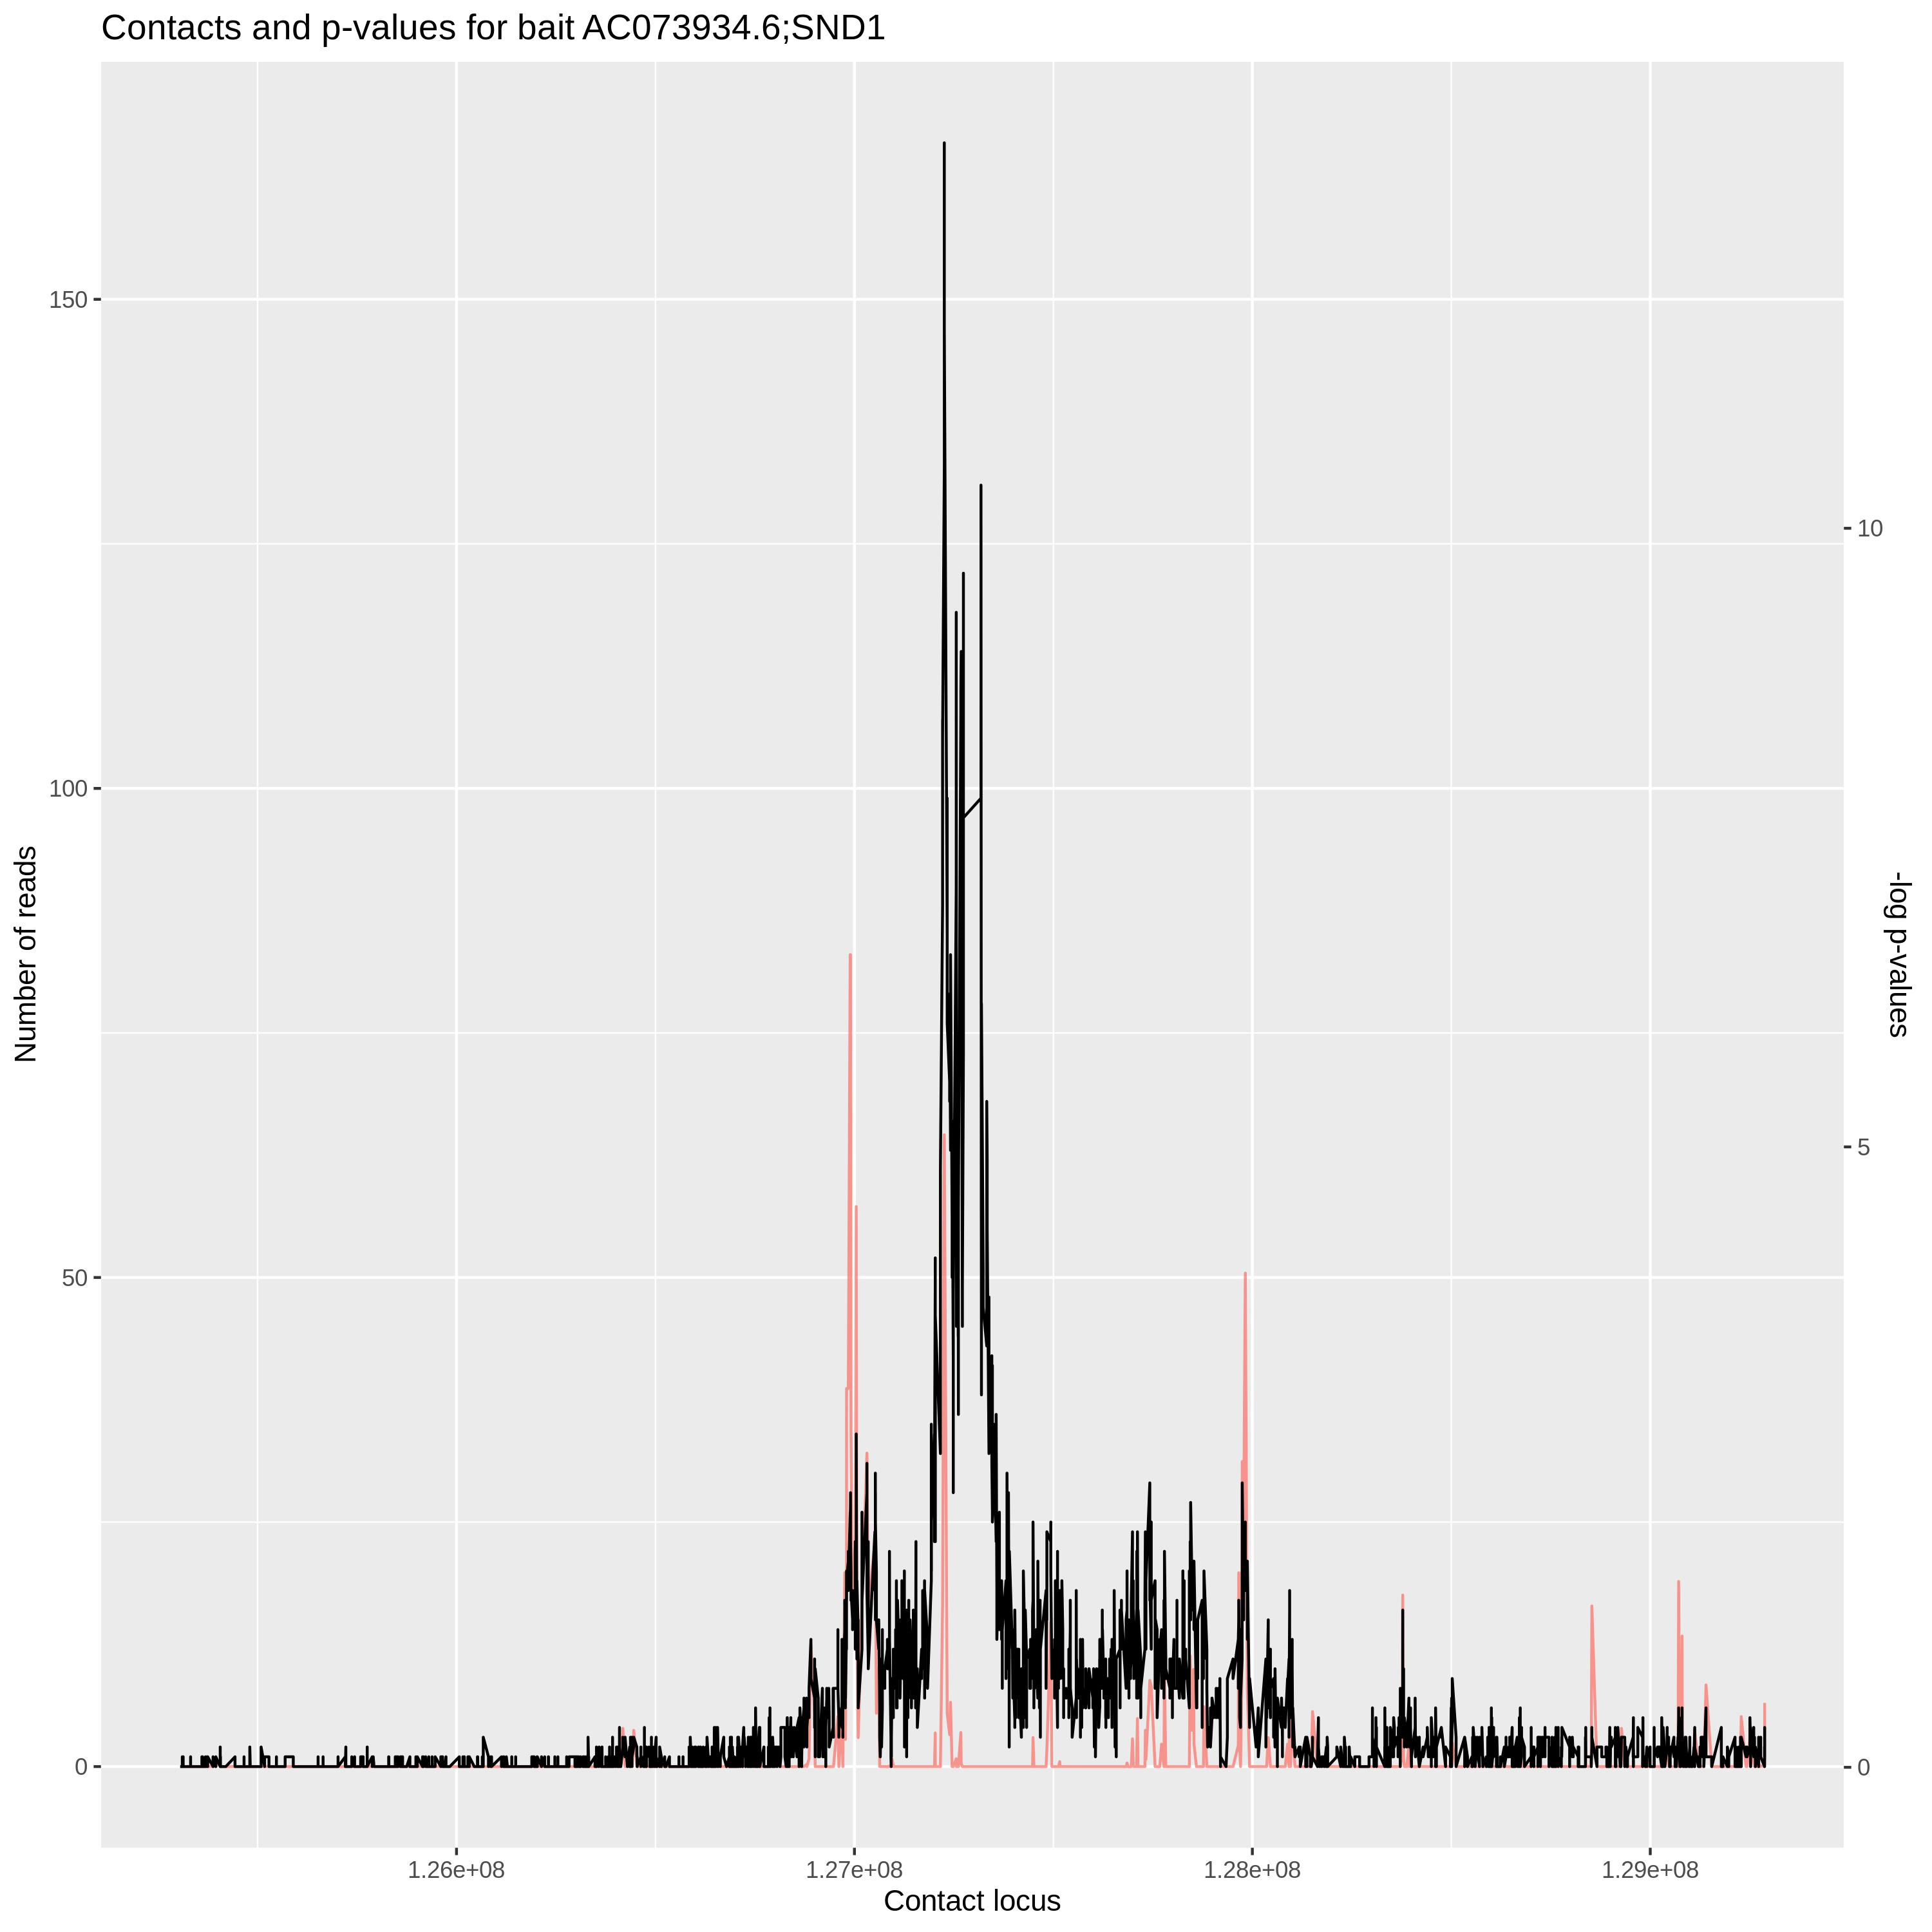 Contacts and p-values for bait AC073934.6;SND1
150
100
50
0
Number of reads
10
5
0
-log p-values
1.26e+08
1.27e+08
1.28e+08
1.29e+08
Contact locus